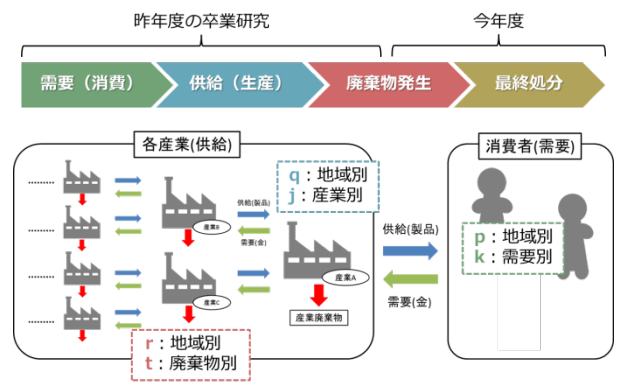 昨年度の卒業研究
今年度
需要（消費）
供給（生産）
廃棄物発生
最終処分
各産業(供給)
消費者(需要)
q：地域別
j：産業別
供給(製品)
需要(金)
産業B
産業C
産業A
産業廃棄物
供給(製品)
需要(金)
p：地域別
k：需要別
r：地域別
t：廃棄物別
………
………
………
………